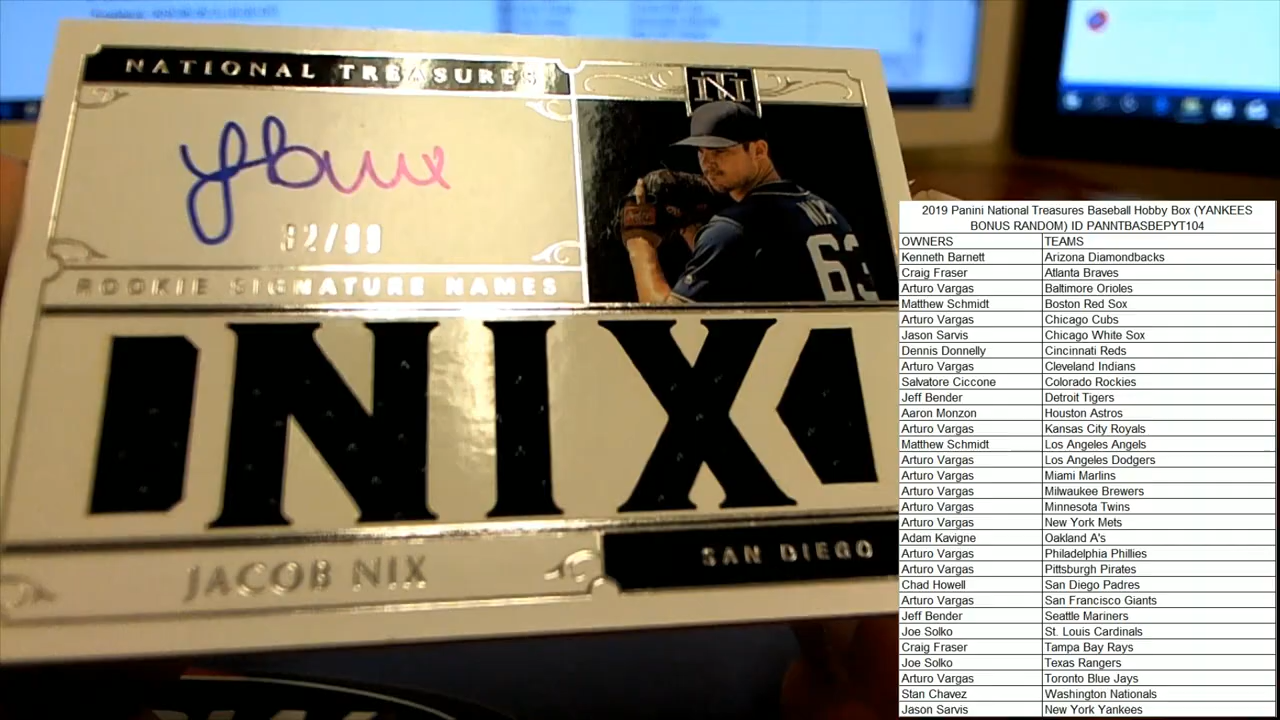 NATIONAL TREASURES
NT
92/99
ROOKIE SIGNATURE NAMES
NIX
63
NIX
JACOB NIX
SAN DIEGO
2019 Panini National Treasures Baseball Hobby Box (YANKEES
BONUS RANDOM) ID PANNTBASBEPYT104
OWNERS TEAMS
Kenneth Barnett Arizona Diamondbacks
Craig Fraser Atlanta Braves
Arturo Vargas Baltimore Orioles
Matthew Schmidt Boston Red Sox
Arturo Vargas Chicago Cubs
Jason Sarvis Chicago White Sox
Dennis Donnelly Cincinnati Reds
Arturo Vargas Cleveland Indians
Salvatore Ciccone Colorado Rockies
Jeff Bender Detroit Tigers
Aaron Monzon Houston Astros
Arturo Vargas Kansas City Royals
Matthew Schmidt Los Angeles Angels
Arturo Vargas Los Angeles Dodgers
Arturo Vargas Miami Marlins
Arturo Vargas Milwaukee Brewers
Arturo Vargas Minnesota Twins
Arturo Vargas New York Mets
Adam Kavigne Oakland A's
Arturo Vargas Philadelphia Phillies
Arturo Vargas Pittsburgh Pirates
Chad Howell San Diego Padres
Arturo Vargas San Francisco Giants
Jeff Bender Seattle Mariners
Joe Solko St. Louis Cardinals
Craig Fraser Tampa Bay Rays
Joe Solko Texas Rangers
Arturo Vargas Toronto Blue Jays
Stan Chavez Washington Nationals
Jason Sarvis New York Yankees